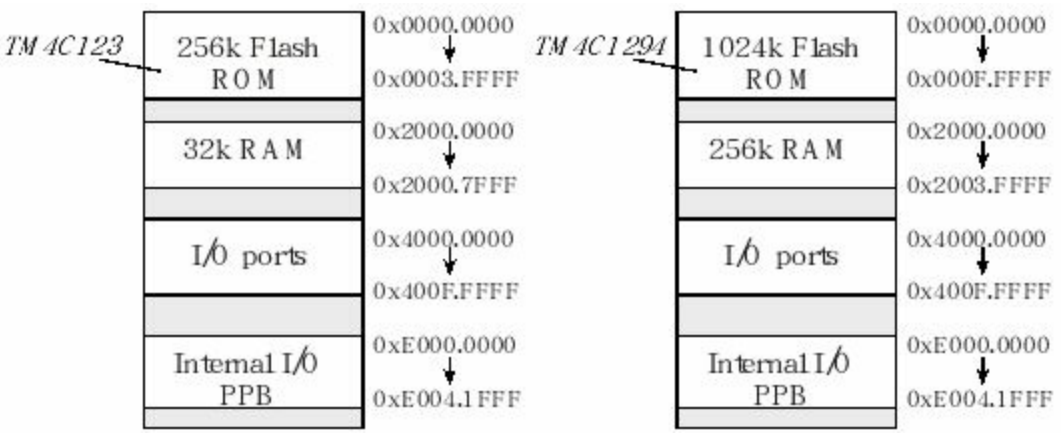 TM4C123
256k Flash
ROM
0x0000.0000
0x0003.FFFF
32k RAM
0x2000.0000
0x2000.7FFF
I/O ports
0x4000.0000
0x400F.FFFF
Internal I/O
PPB
0xE000.0000
0xE004.1FFF
TM4C1294
1024k Flash
ROM
0x0000.0000
0x000F.FFFF
256k RAM
0x2000.0000
0x2003.FFFF
I/O ports
0x4000.0000
0x400F.FFFF
Internal I/O
PPB
0xE000.0000
0xE004.1FFF